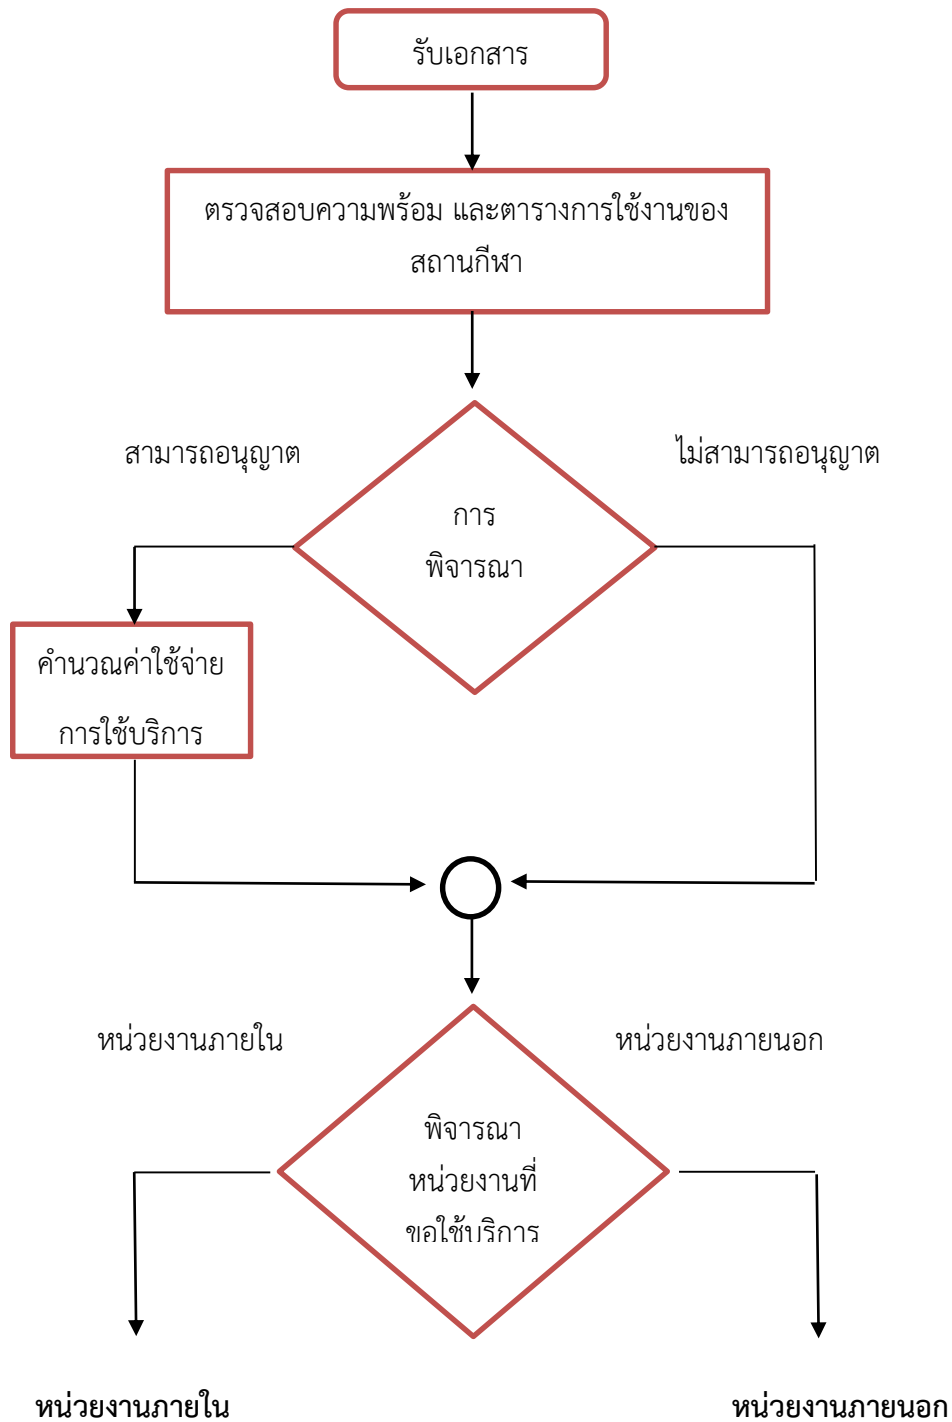 รับเอกสาร
ตรวจสอบความพร้อม และตารางการใช้งานของ
สถานกีฬา
สามารถอนุญาต
ไม่สามารถอนุญาต
การ
พิจารณา
คำนวณค่าใช้จ่าย
การใช้บริการ
หน่วยงานภายใน
หน่วยงานภายนอก
พิจารณา
หน่วยงานที่
ขอใช้บริการ
หน่วยงานภายใน
หน่วยงานภายนอก